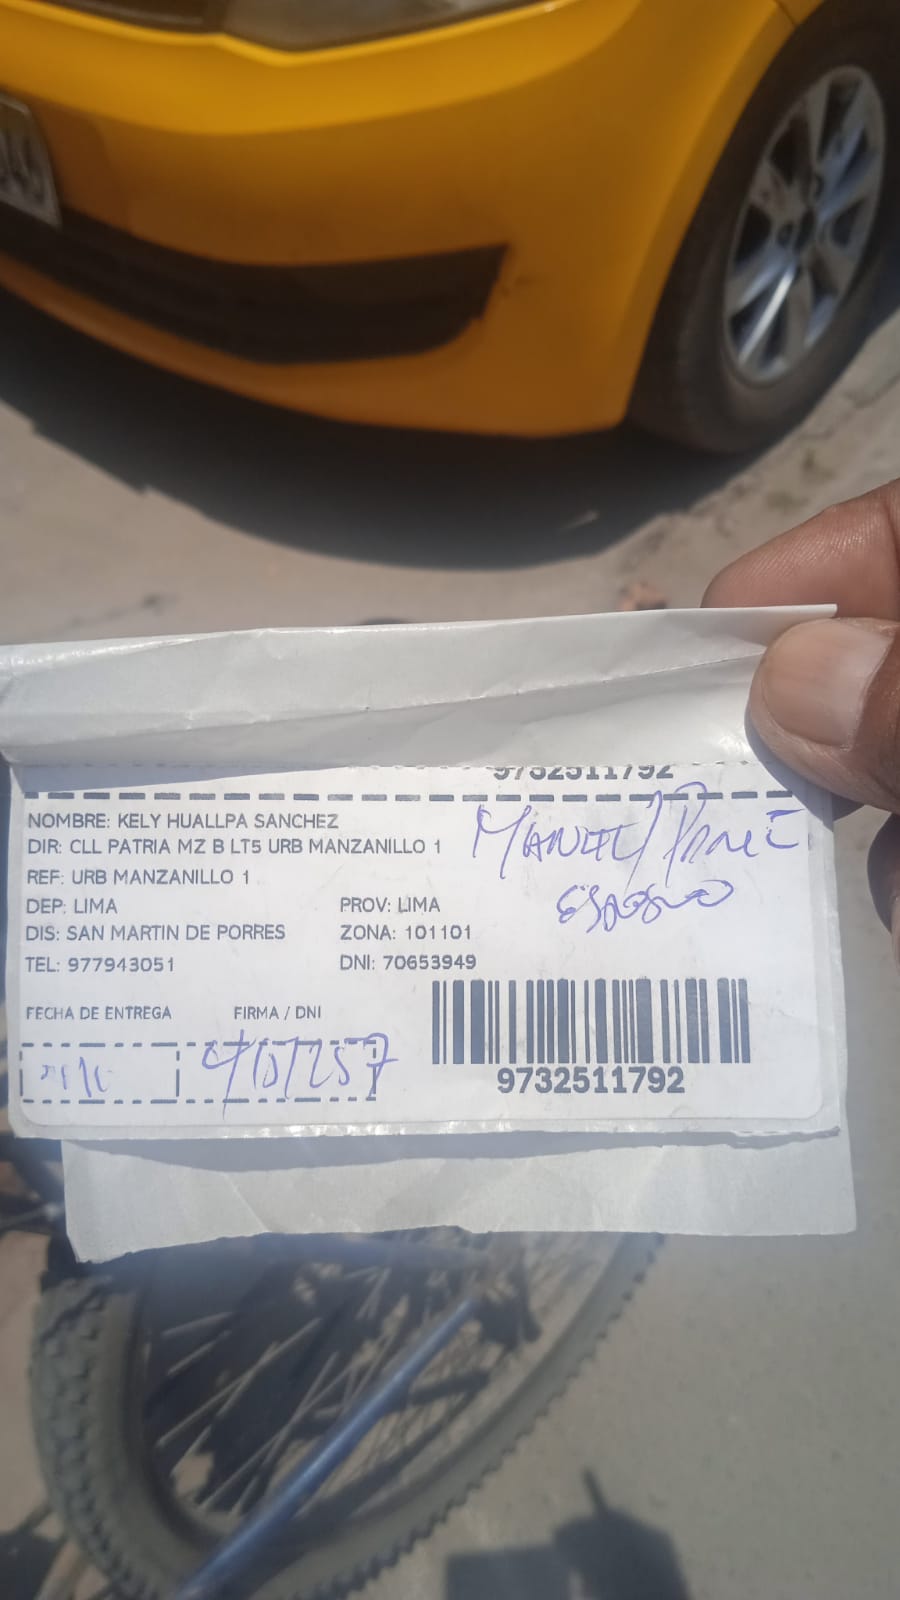 9732511792
NOMBRE: KELY HUALLPA SANCHEZ
DIR: CLL PATRIA MZ B LT5 URB MANZANILLO 1
REF: URB MANZANILLO 1
DEP: LIMA PROV: LIMA
DIS: SAN MARTIN DE PORRES ZONA: 101101
TEL: 977943051 DNI: 70653949
MANUEL
ESPOSO
FECHA DE ENTREGA FIRMA / DNI
9732511792